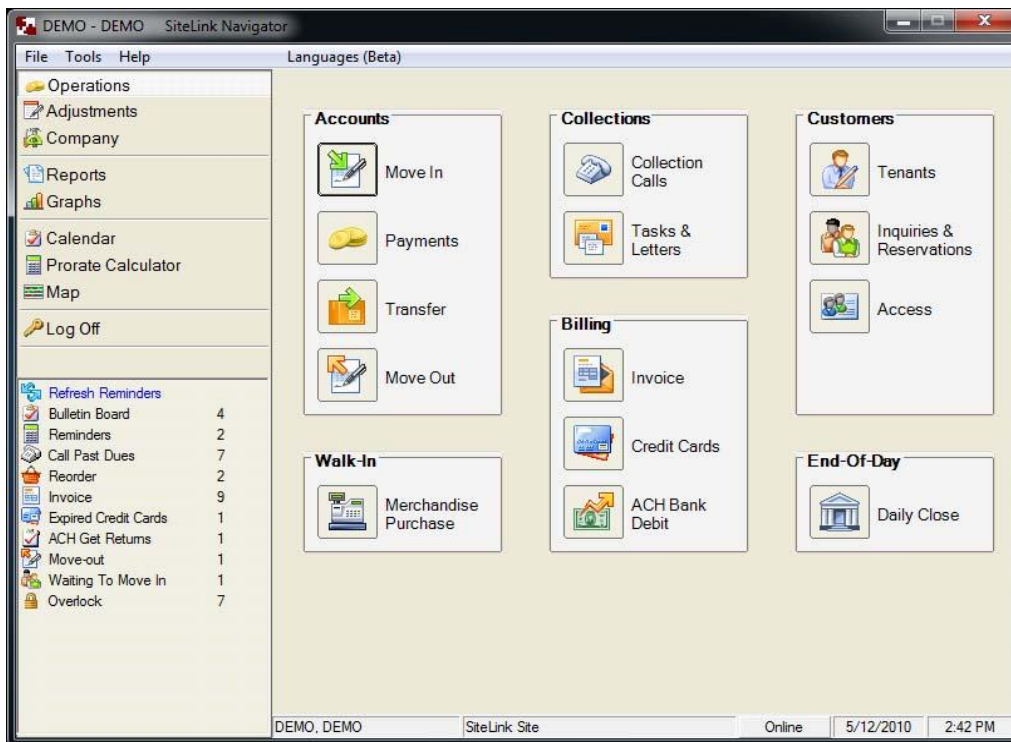 DEMO - DEMO SiteLink Navigator
File Tools Help Languages (Beta)
Operations
Adjustments
Company
Reports
Graphs
Calendar
Prorate Calculator
Map
Log Off
Refresh Reminders
Bulletin Board 4
Reminders 2
Call Past Dues 7
Reorder 2
Invoice 9
Expired Credit Cards 1
ACH Get Returns 1
Move-out 1
Waiting To Move In 1
Overlock 7
Accounts
Move In
Payments
Transfer
Move Out
Walk-In
Merchandise
Purchase
Collections
Collection
Calls
Tasks &
Letters
Billing
Invoice
Credit Cards
ACH Bank
Debit
Customers
Tenants
Inquiries &
Reservations
Access
End-Of-Day
Daily Close
DEMO, DEMO SiteLink Site Online 5/12/2010 2:42 PM